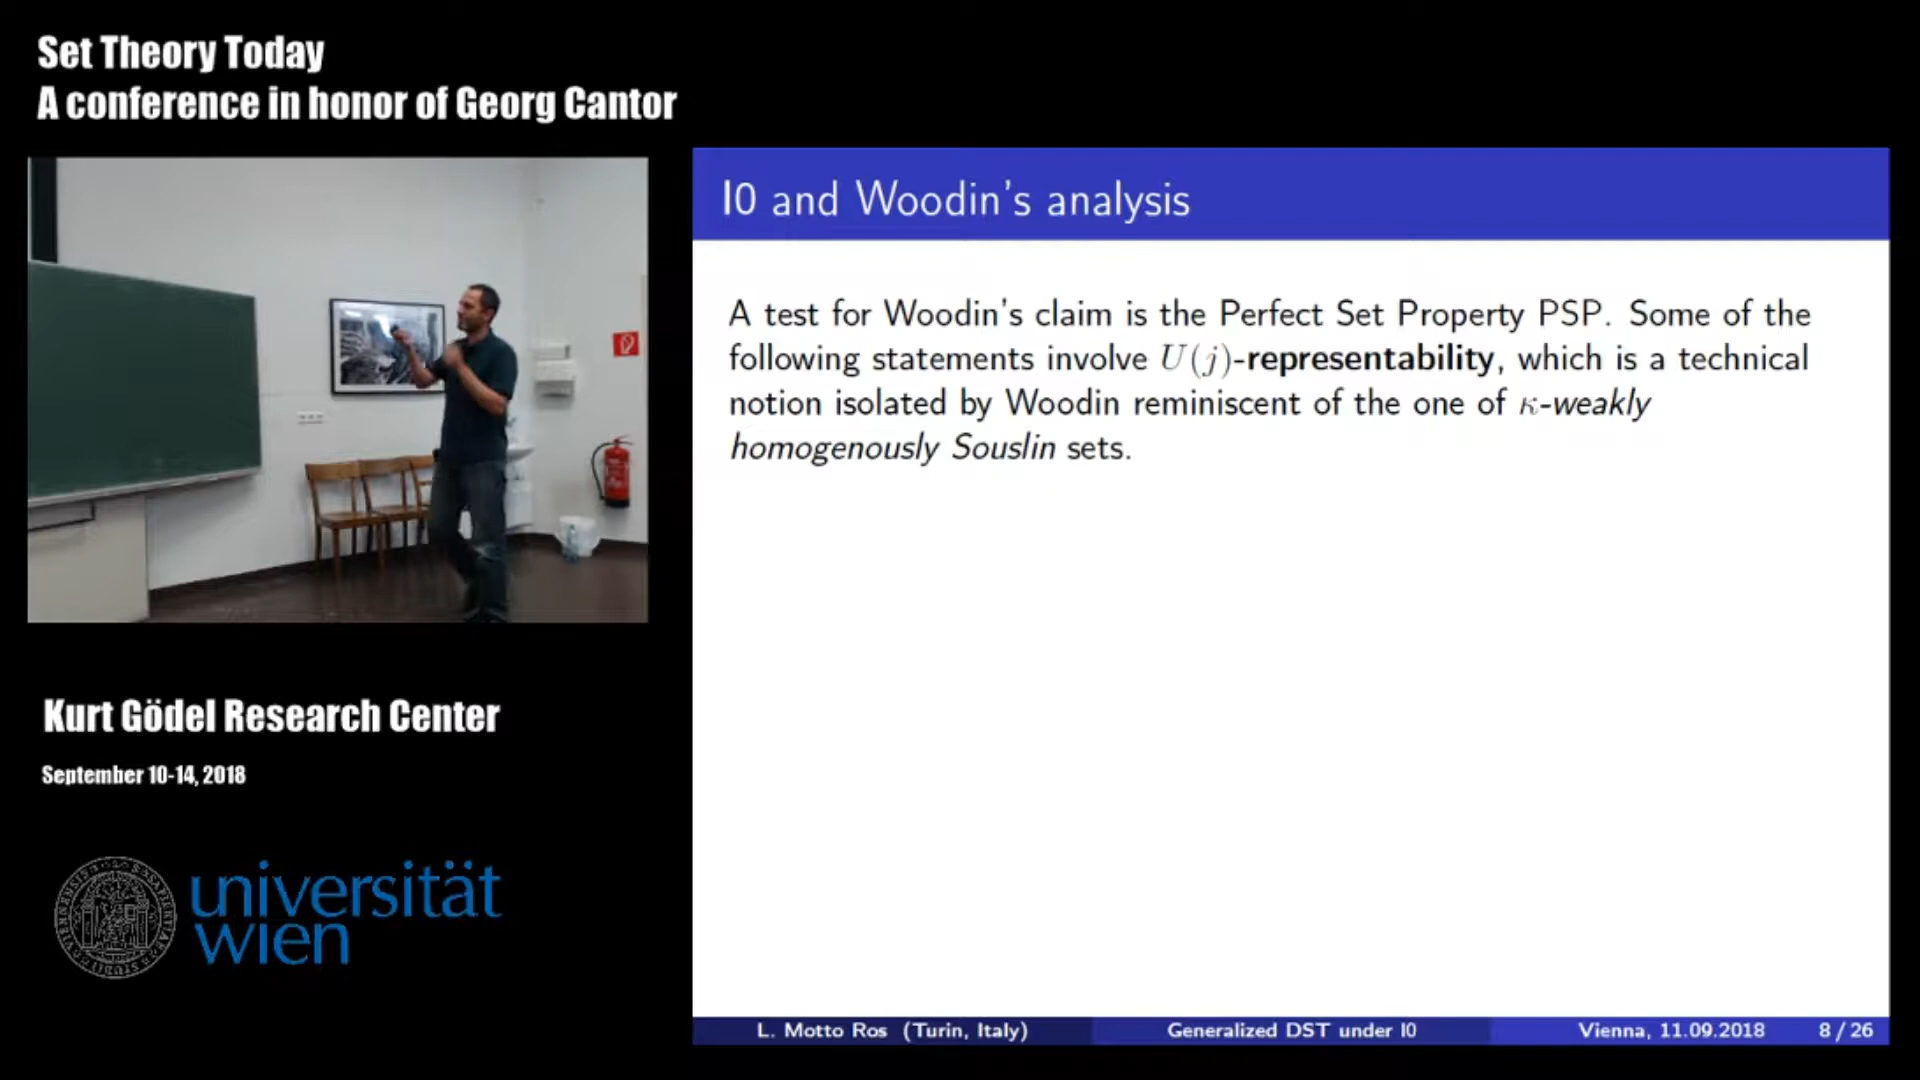 Set Theory Today
A conference in honor of Georg Cantor
I0 and Woodin's analysis
A test for Woodin's claim is the Perfect Set Property PSP. Some of the
following statements involve U(j)-representability, which is a technical
notion isolated by Woodin reminiscent of the one of κ-weakly
homogenously Souslin sets.
Kurt Gödel Research Center
September 10-14, 2018
universität
wien
L. Motto Ros (Turin, Italy)
Generalized DST under I0
Vienna, 11.09.2018
8 / 26